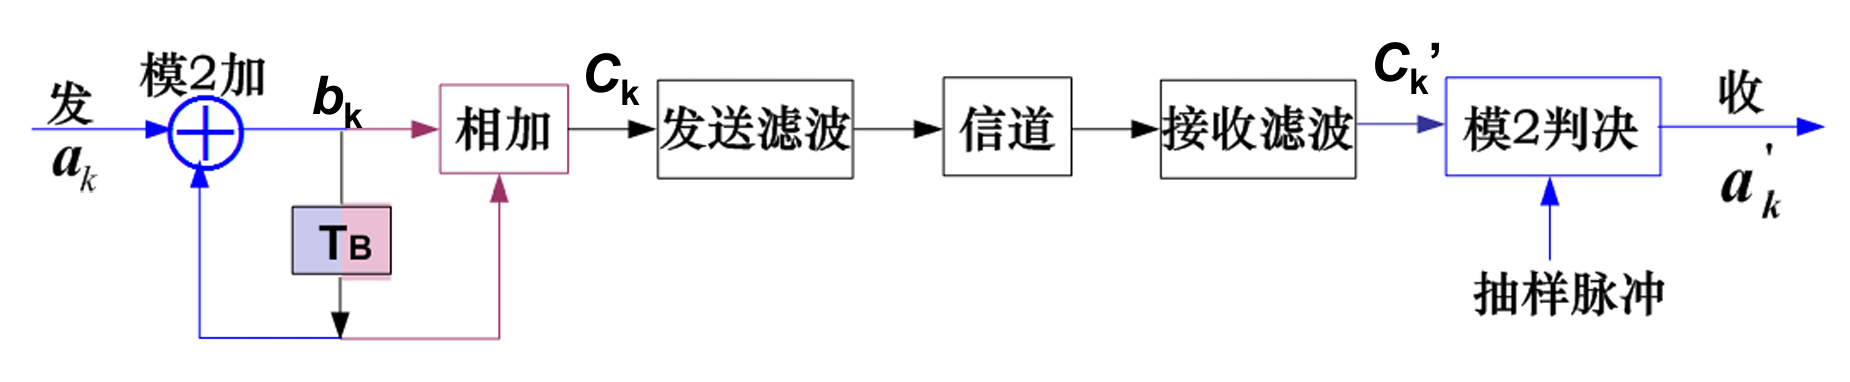 发
a_k
模2加
b_k
T_B
相加
C_k
发送滤波
信道
接收滤波
C_k’
模2判决
抽样脉冲
收
a'_k